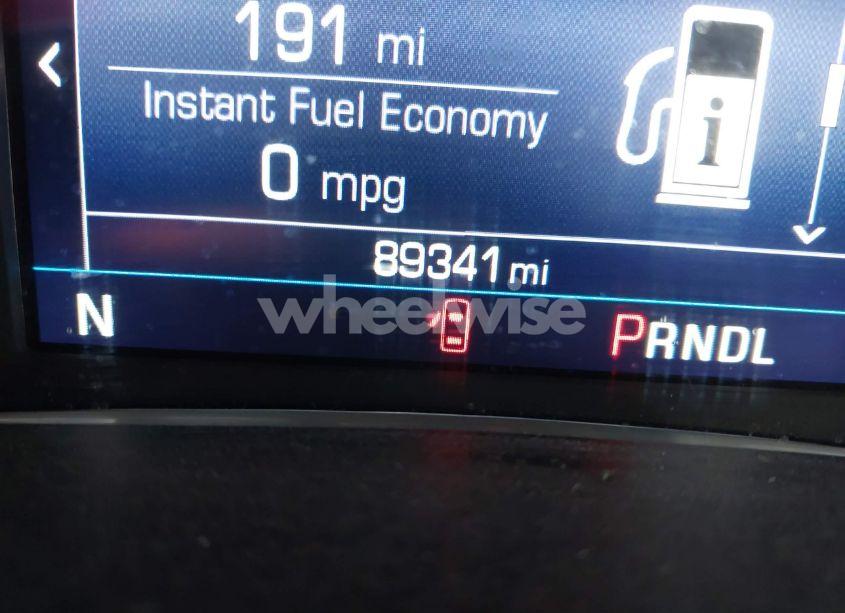 191 mi
Instant Fuel Economy
0 mpg
i
89341 mi
N
wheelwise
PRNDL